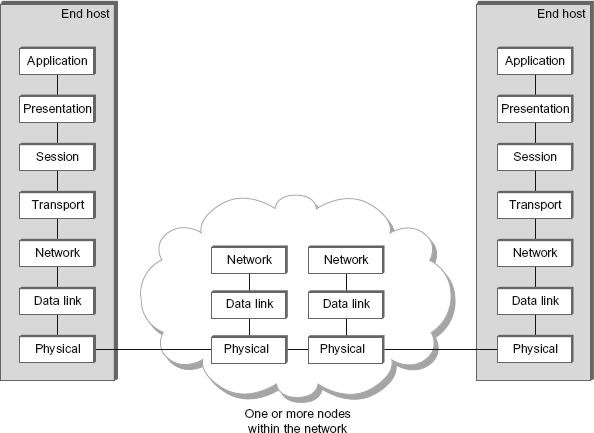 End host
Application
Presentation
Session
Transport
Network
Data link
Physical
Network
Data link
Physical
Network
Data link
Physical
One or more nodes
within the network
End host
Application
Presentation
Session
Transport
Network
Data link
Physical